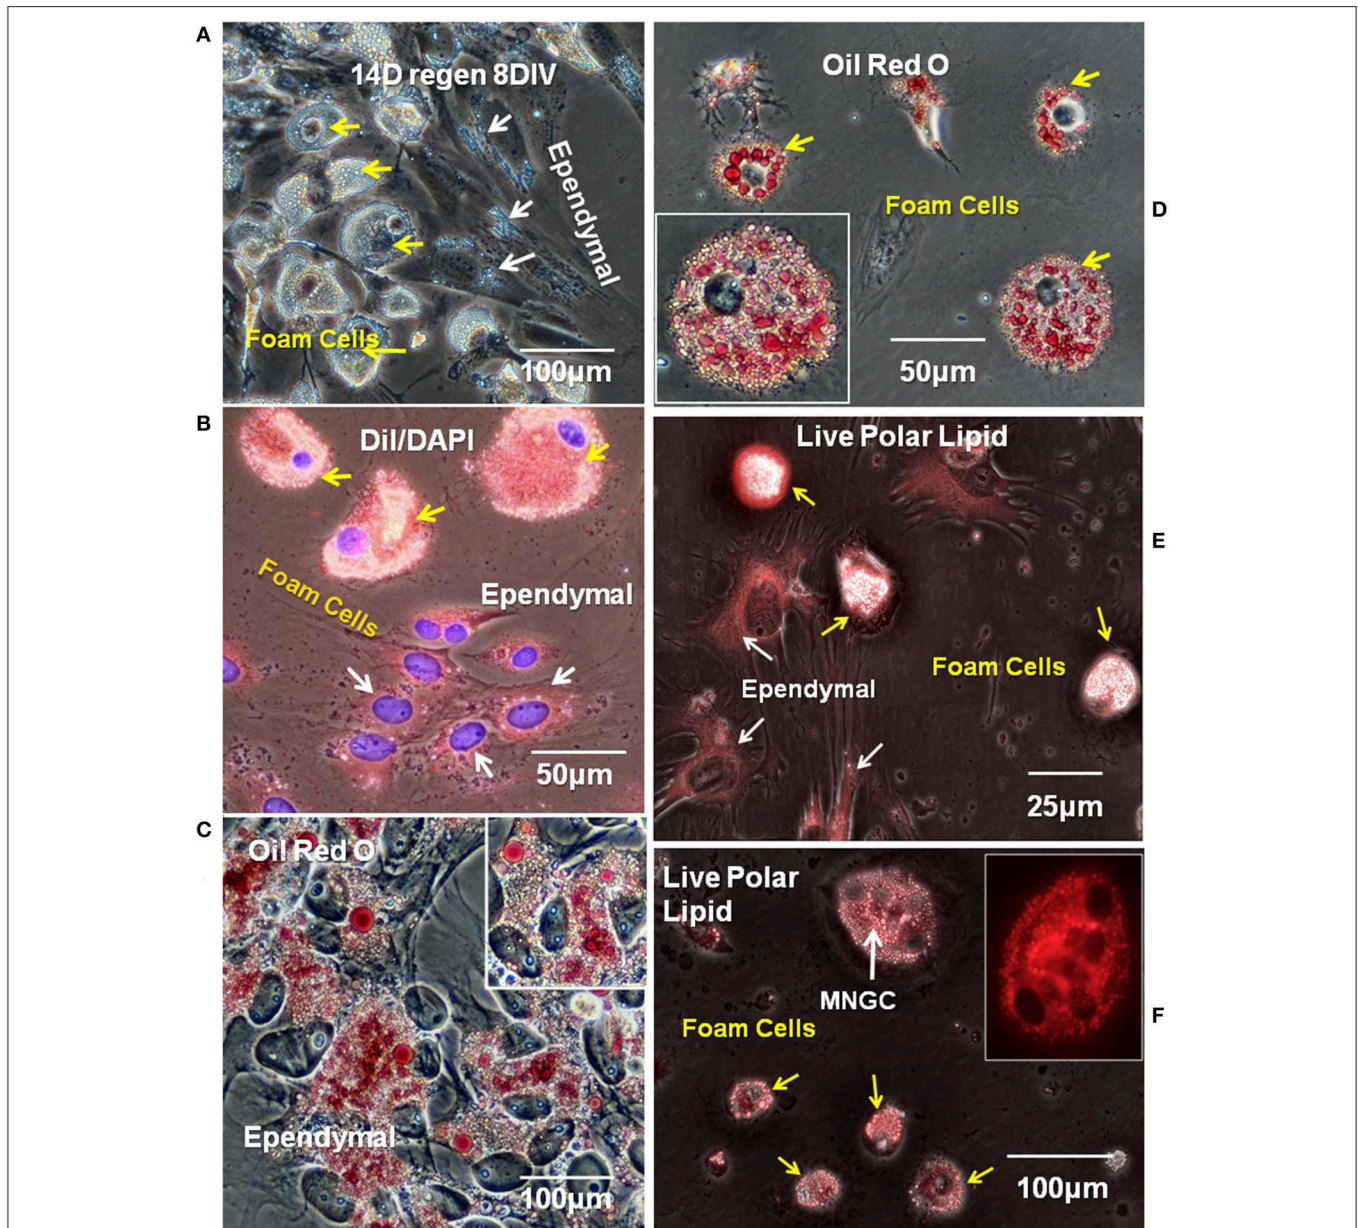 A
14D regen 8DIV
Ependymal
Foam Cells
100µm
Oil Red O
Foam Cells
50µm
D
B
DiI/DAPI
Foam Cells
Ependymal
50µm
Live Polar Lipid
Ependymal
Foam Cells
25µm
E
C
Oil Red O
Ependymal
100µm
Live Polar
Lipid
MNGC
Foam Cells
100µm
F